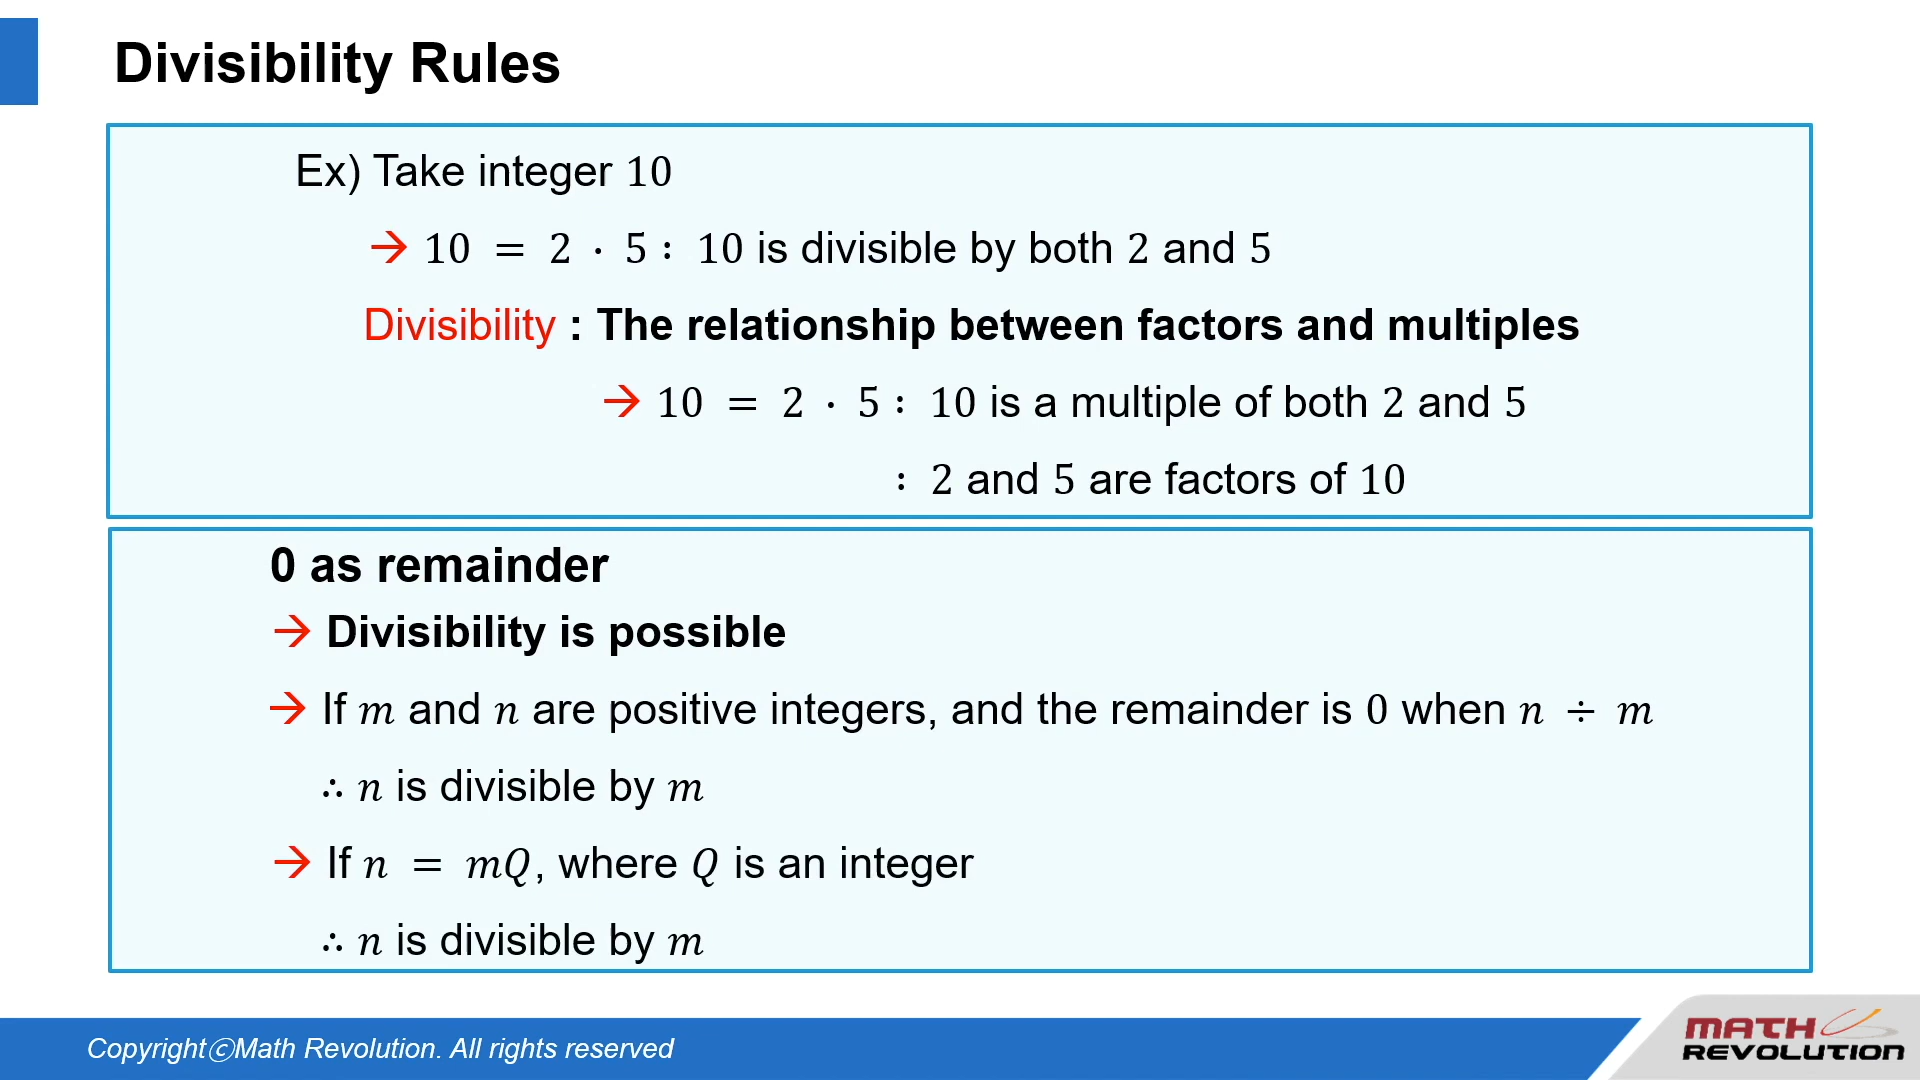 Divisibility Rules
Ex) Take integer 10
→ 10 = 2 · 5 : 10 is divisible by both 2 and 5
Divisibility : The relationship between factors and multiples
→ 10 = 2 · 5 : 10 is a multiple of both 2 and 5
: 2 and 5 are factors of 10
0 as remainder
→ Divisibility is possible
→ If m and n are positive integers, and the remainder is 0 when n ÷ m
∴ n is divisible by m
→ If n = mQ, where Q is an integer
∴ n is divisible by m
CopyrightⓒMath Revolution. All rights reserved
MATH
REVOLUTION